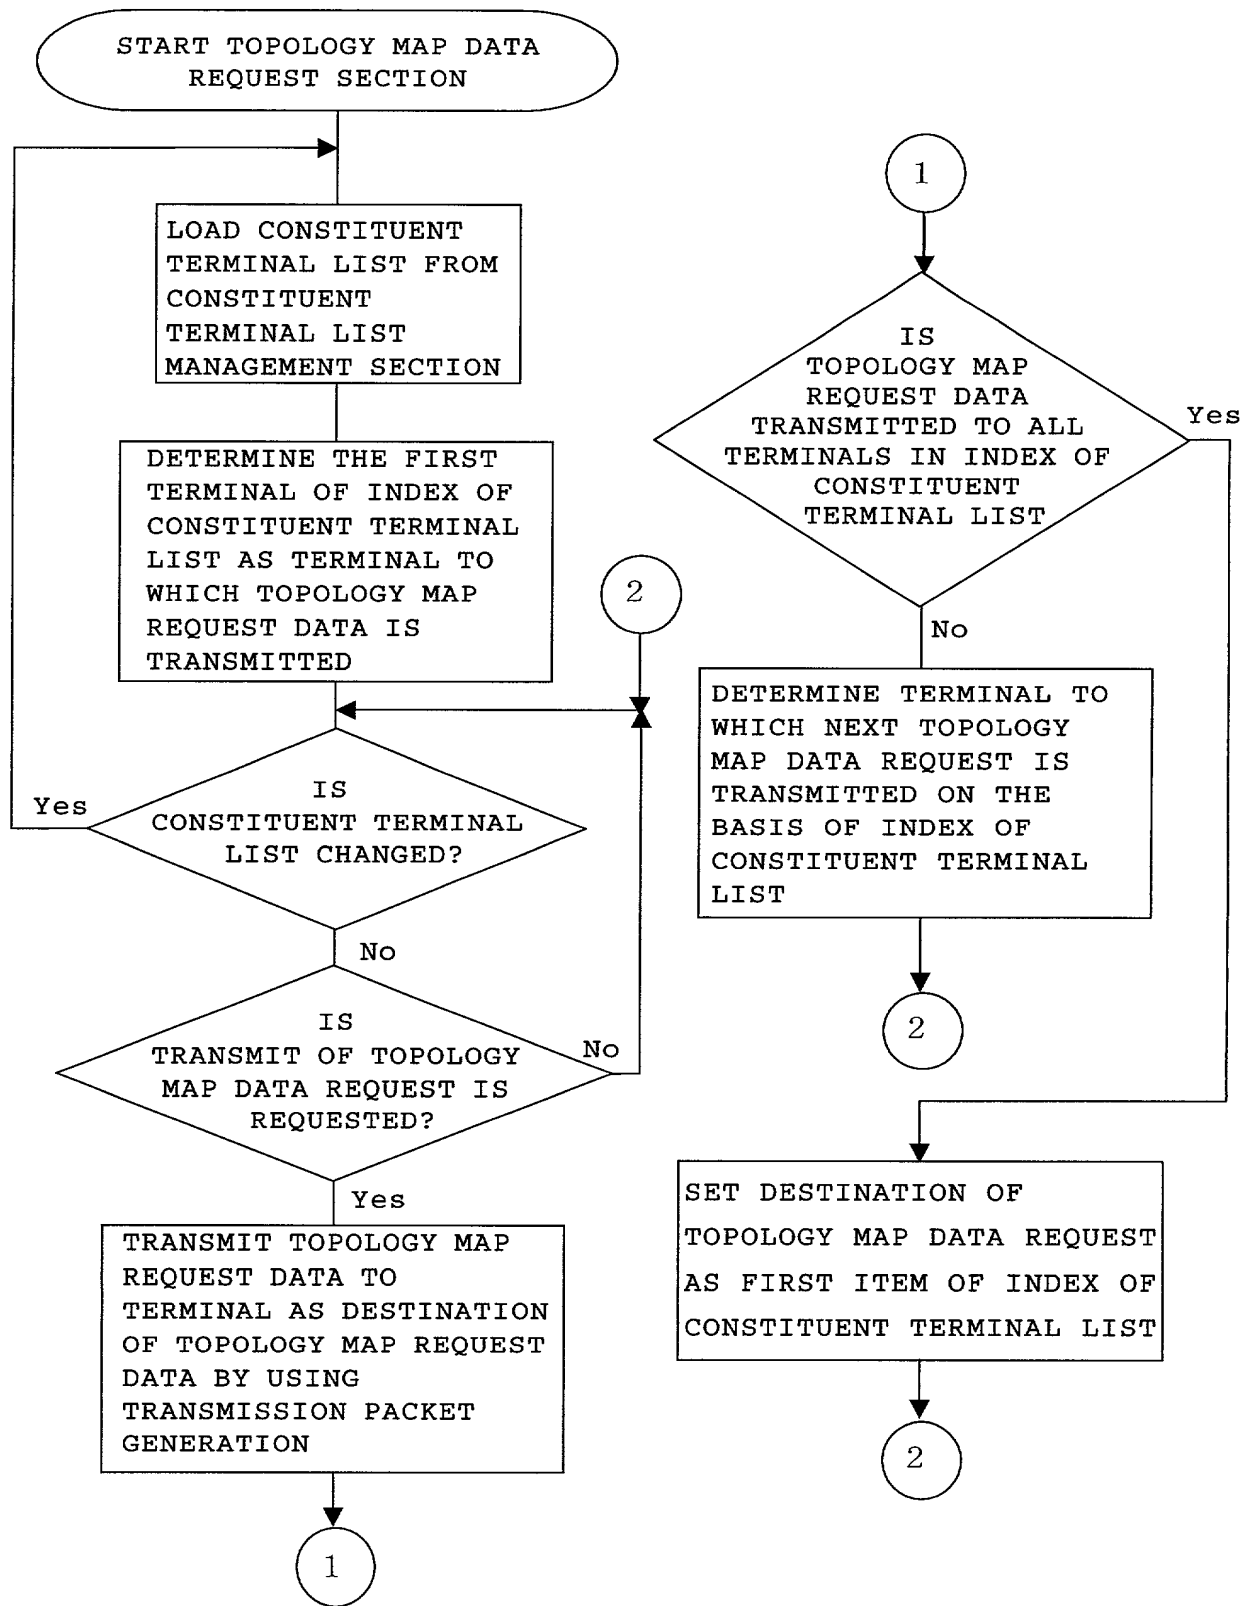 START TOPOLOGY MAP DATA
REQUEST SECTION
LOAD CONSTITUENT
TERMINAL LIST FROM
CONSTITUENT
TERMINAL LIST
MANAGEMENT SECTION
DETERMINE THE FIRST
TERMINAL OF INDEX OF
CONSTITUENT TERMINAL
LIST AS TERMINAL TO
WHICH TOPOLOGY MAP
REQUEST DATA IS
TRANSMITTED
2
IS
CONSTITUENT TERMINAL
LIST CHANGED?
Yes
No
IS
TRANSMIT OF TOPOLOGY
MAP DATA REQUEST IS
REQUESTED?
No
Yes
TRANSMIT TOPOLOGY MAP
REQUEST DATA TO
TERMINAL AS DESTINATION
OF TOPOLOGY MAP REQUEST
DATA BY USING
TRANSMISSION PACKET
GENERATION
1
1
IS
TOPOLOGY MAP
REQUEST DATA
TRANSMITTED TO ALL
TERMINALS IN INDEX OF
CONSTITUENT
TERMINAL LIST
Yes
No
DETERMINE TERMINAL TO
WHICH NEXT TOPOLOGY
MAP DATA REQUEST IS
TRANSMITTED ON THE
BASIS OF INDEX OF
CONSTITUENT TERMINAL
LIST
2
SET DESTINATION OF
TOPOLOGY MAP DATA REQUEST
AS FIRST ITEM OF INDEX OF
CONSTITUENT TERMINAL LIST
2